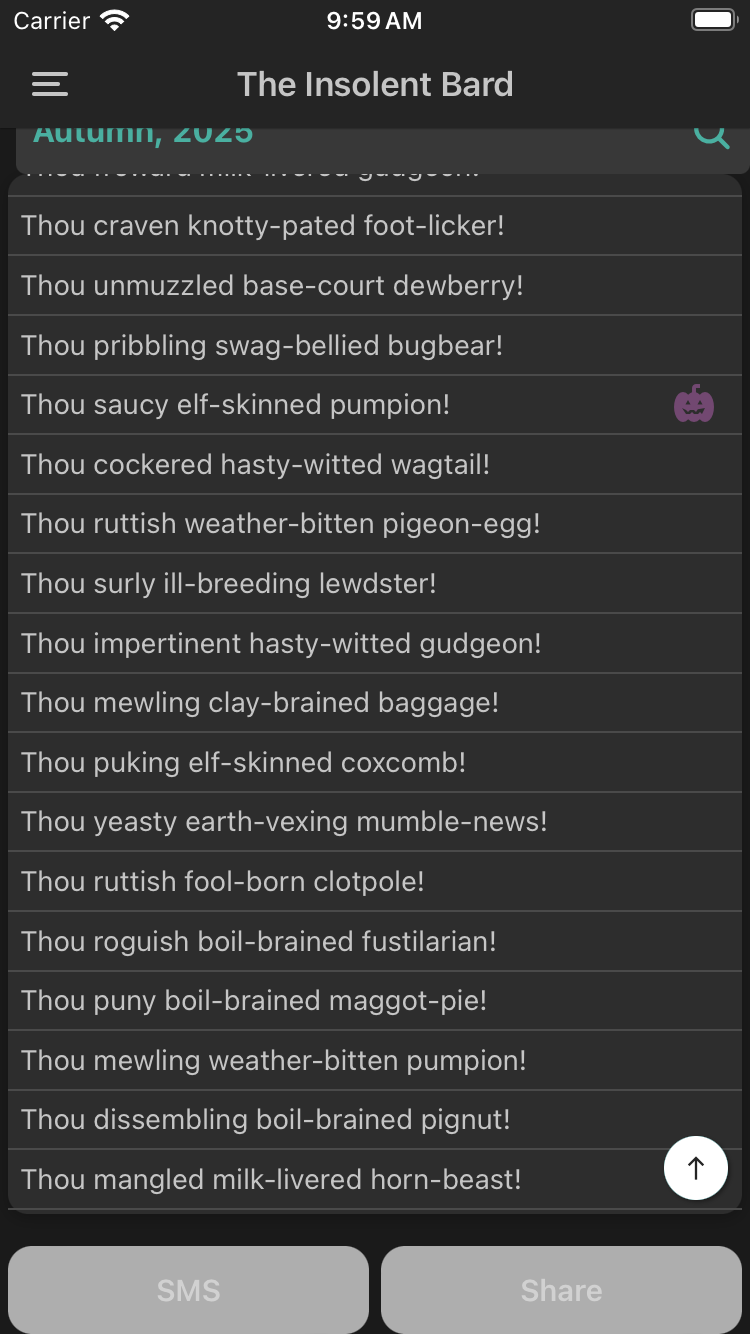 Carrier
9:59 AM
The Insolent Bard
Autumn, 2025
Thou froward milk-livered gudgeon!
Thou craven knotty-pated foot-licker!
Thou unmuzzled base-court dewberry!
Thou pribbling swag-bellied bugbear!
Thou saucy elf-skinned pumpion!
Thou cockered hasty-witted wagtail!
Thou ruttish weather-bitten pigeon-egg!
Thou surly ill-breeding lewdster!
Thou impertinent hasty-witted gudgeon!
Thou mewling clay-brained baggage!
Thou puking elf-skinned coxcomb!
Thou yeasty earth-vexing mumble-news!
Thou ruttish fool-born clotpole!
Thou roguish boil-brained fustilarian!
Thou puny boil-brained maggot-pie!
Thou mewling weather-bitten pumpion!
Thou dissembling boil-brained pignut!
Thou mangled milk-livered horn-beast!
SMS
Share